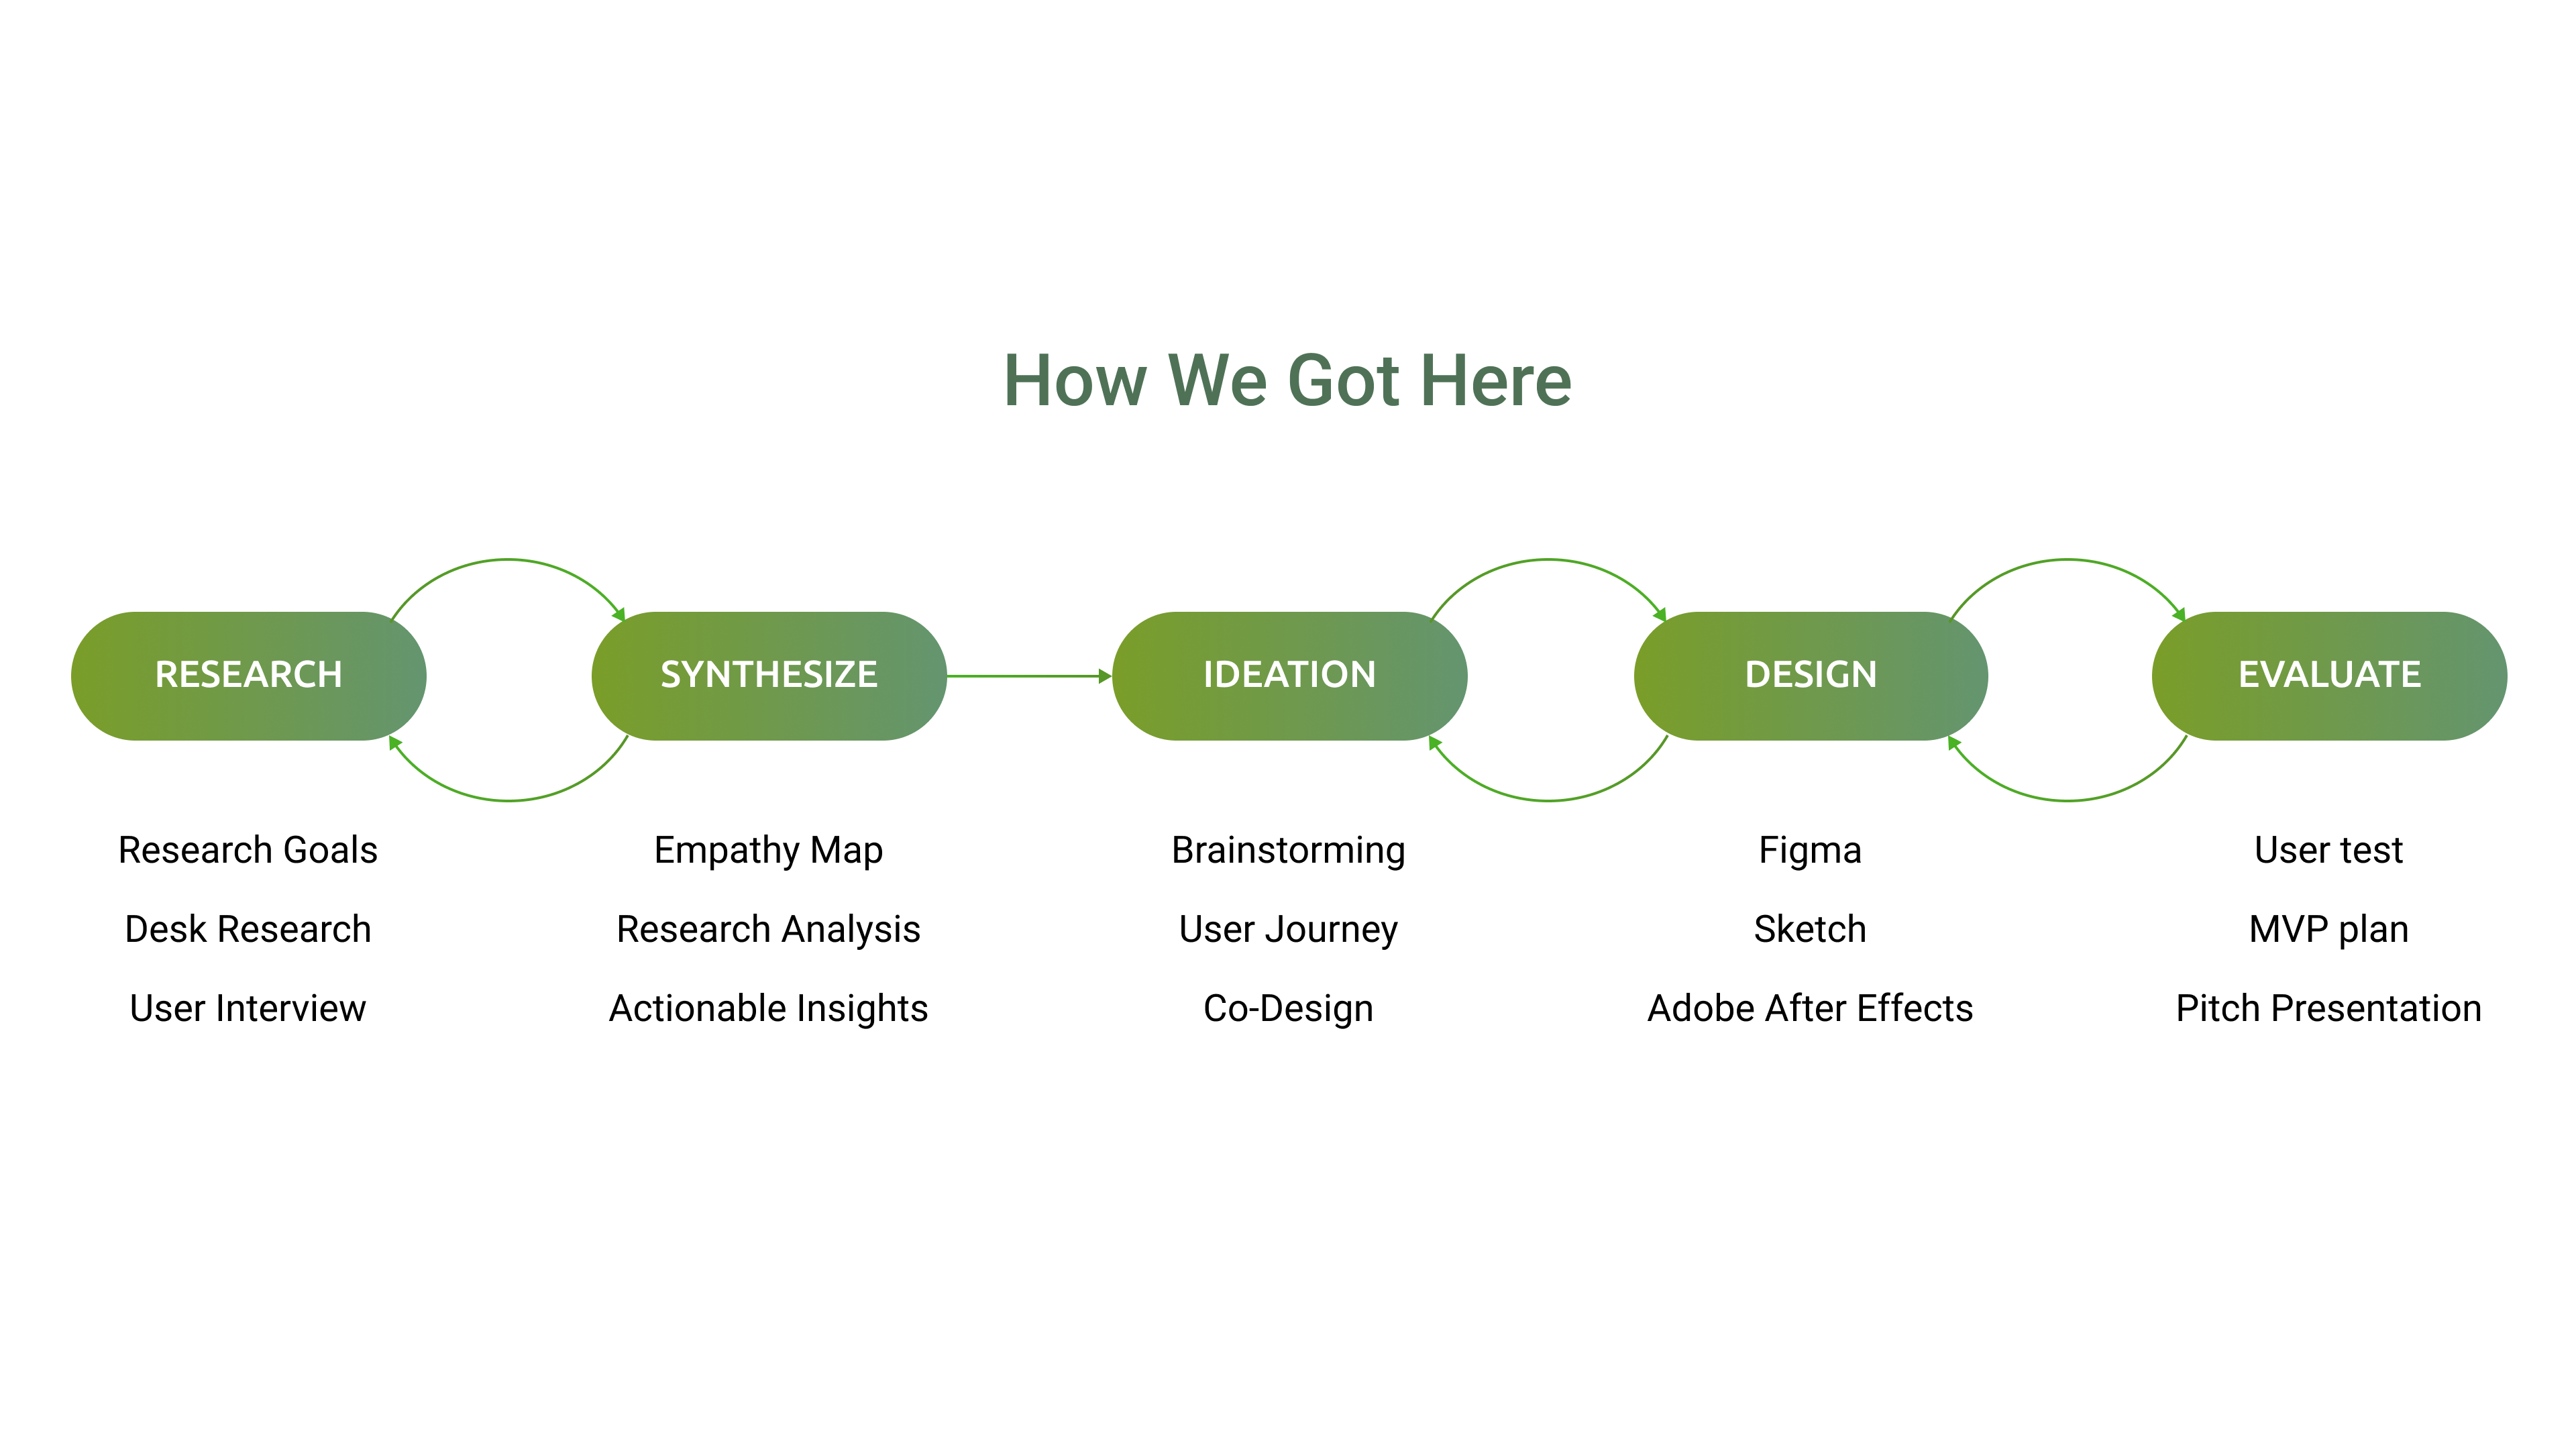 How We Got Here
RESEARCH
SYNTHESIZE
IDEATION
DESIGN
EVALUATE
Research Goals
Desk Research
User Interview
Empathy Map
Research Analysis
Actionable Insights
Brainstorming
User Journey
Co-Design
Figma
Sketch
Adobe After Effects
User test
MVP plan
Pitch Presentation